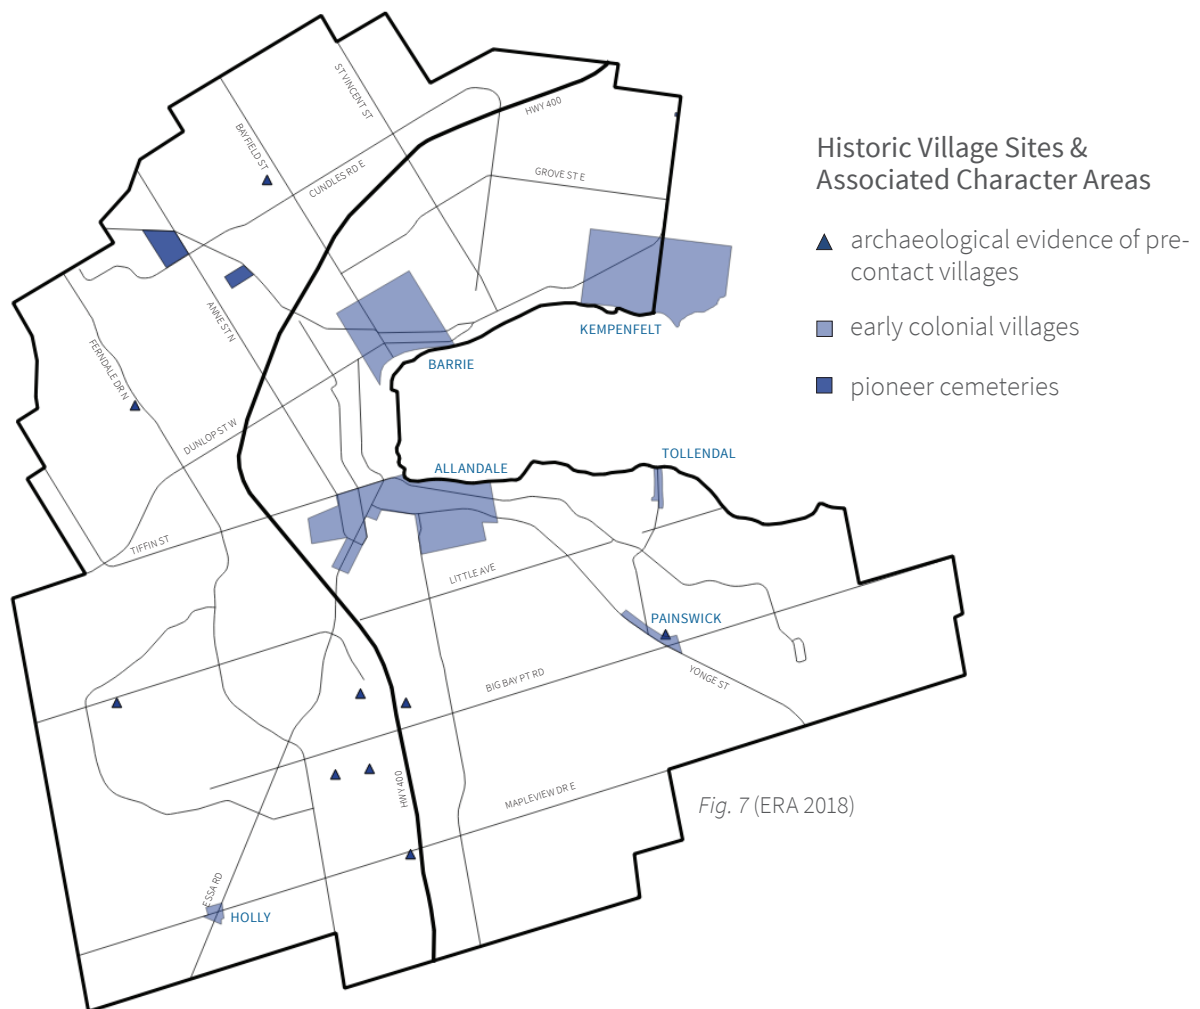 ST VINCENT ST
HWY 400
BAYFIELD ST
CUNDLES RD E
GROVE ST E
Historic Village Sites &
Associated Character Areas
archaeological evidence of pre-
contact villages
early colonial villages
pioneer cemeteries
ANNE ST N
KEMPENFELT
FERNDALE DR N
BARRIE
DUNLOP ST W
TOLLENDAL
ALLANDALE
TIFFIN ST
LITTLE AVE
PAINSWICK
BIG BAY PT RD
YONGE ST
HWY 400
MAPLEVIEW DR E
Fig. 7 (ERA 2018)
ESSA RD
HOLLY